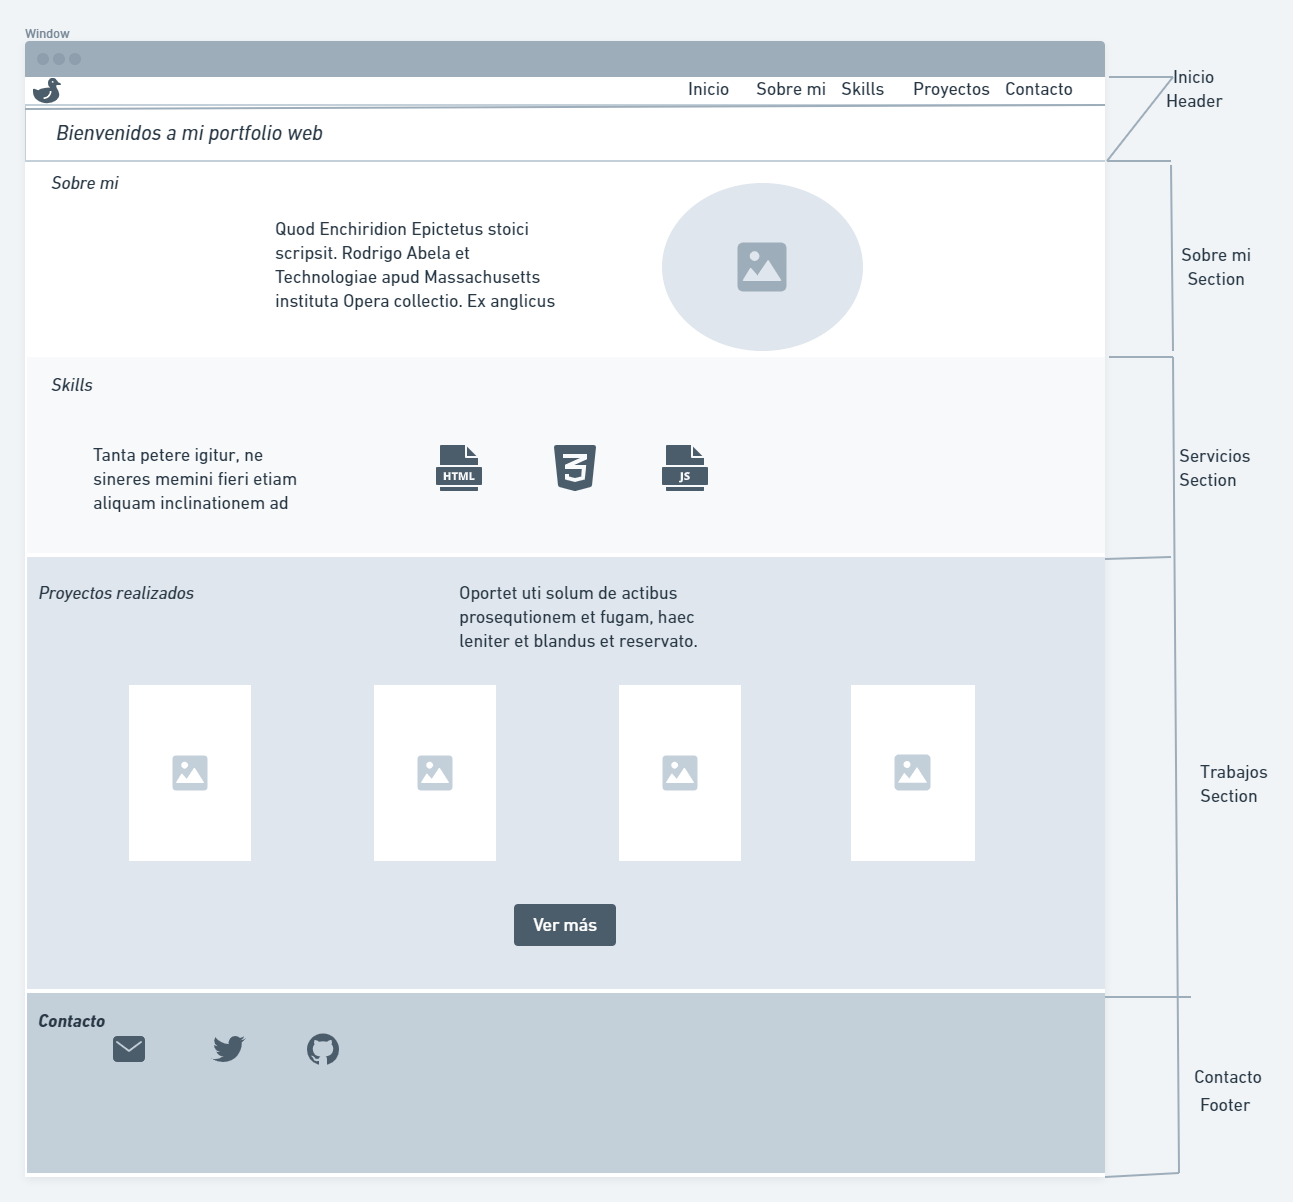 Window
Inicio Sobre mi Skills Proyectos Contacto
Bienvenidos a mi portfolio web
Sobre mi
Quod Enchiridion Epictetus stoici
scripsit. Rodrigo Abela et
Technologiae apud Massachusetts
instituta Opera collectio. Ex anglicus
Skills
Tanta petere igitur, ne
sineres memini fieri etiam
aliquam inclinationem ad
HTML
3
JS
Proyectos realizados
Oportet uti solum de actibus
prosequtionem et fugam, haec
leniter et blandus et reservato.
Ver más
Contacto
Inicio
Header
Sobre mi
Section
Servicios
Section
Trabajos
Section
Contacto
Footer